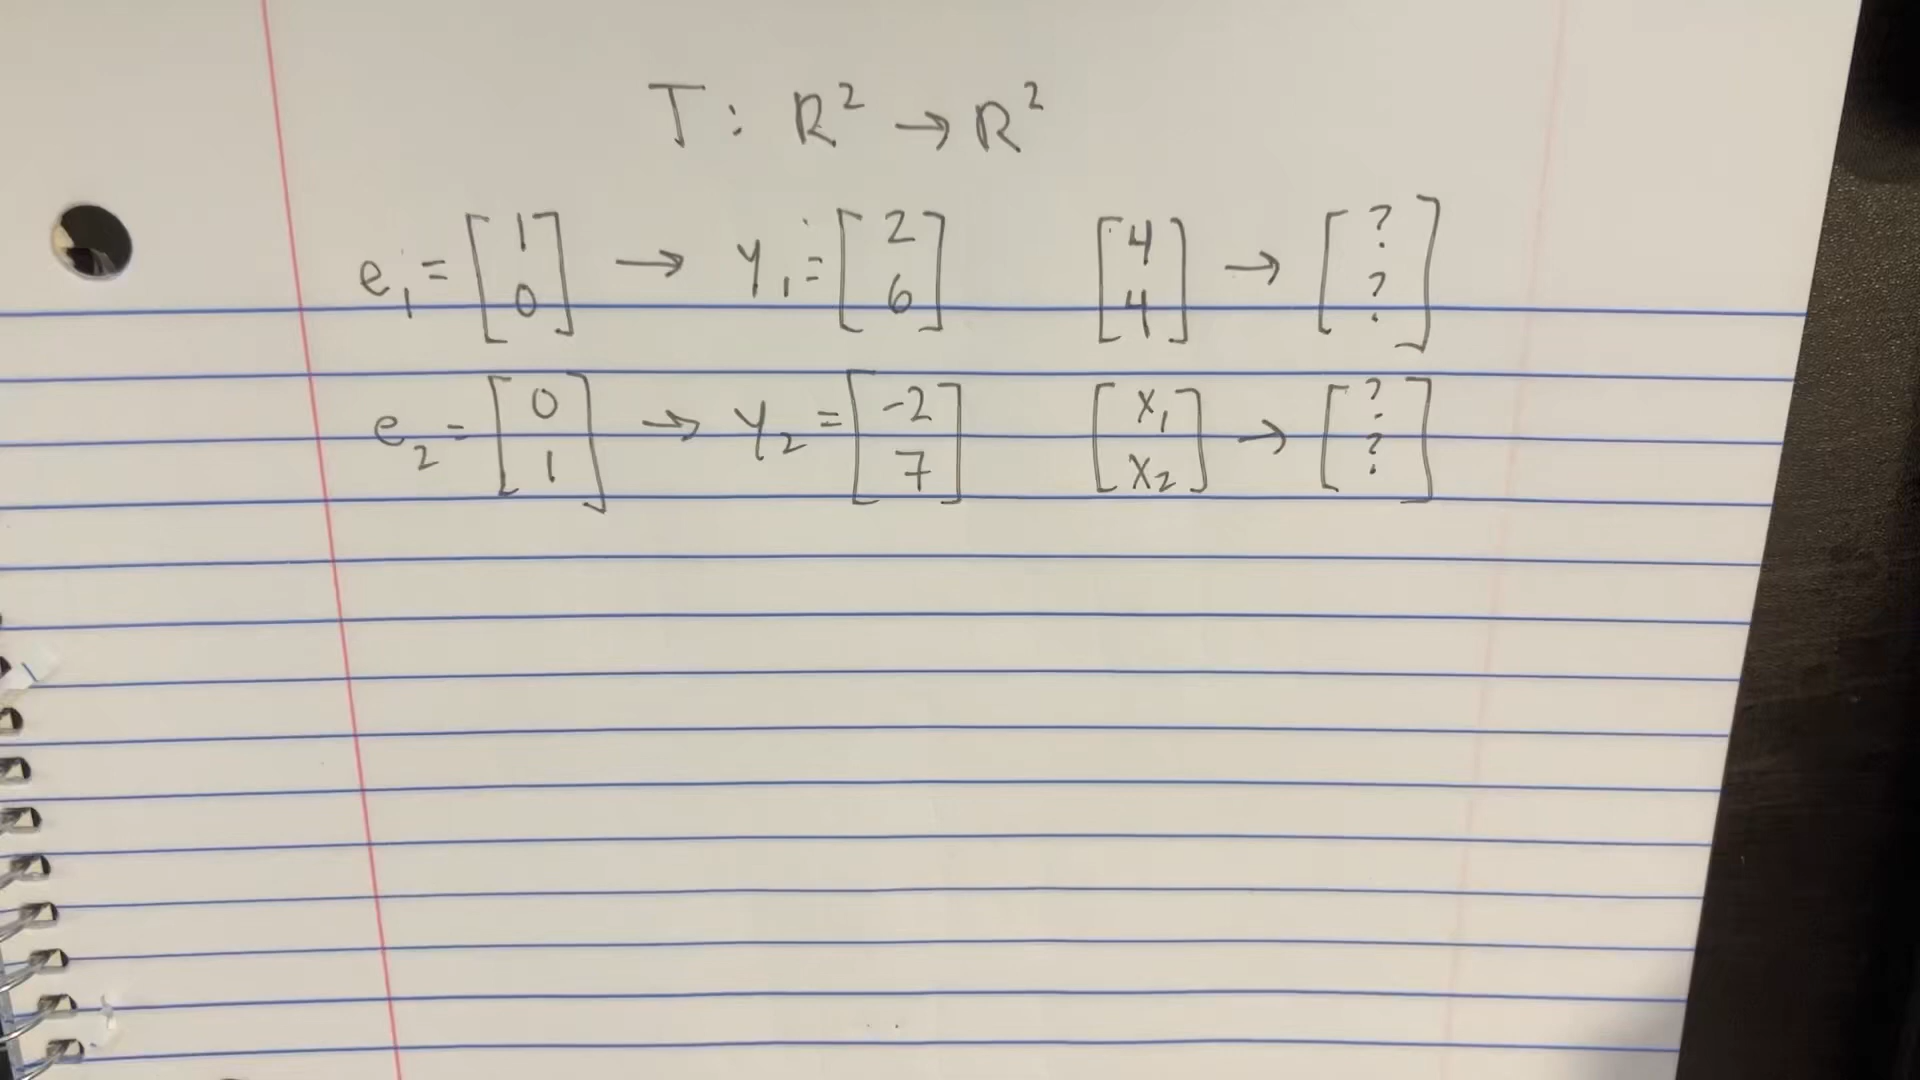 T: R² → R²
e₁ = [1 0] → y₁ = [2 6] [4 4] → [? ?]
e₂ = [0 1] → y₂ = [-2 7] [x₁ x₂] → [? ?]